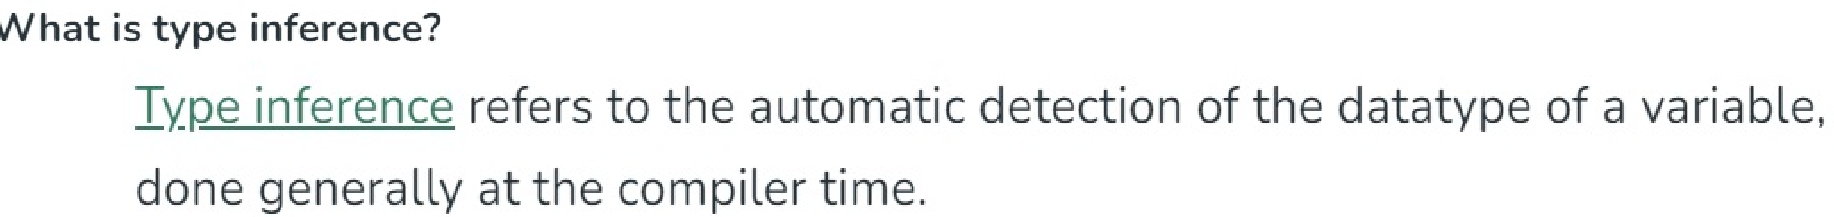 What is type inference?
Type inference refers to the automatic detection of the datatype of a variable,
done generally at the compiler time.